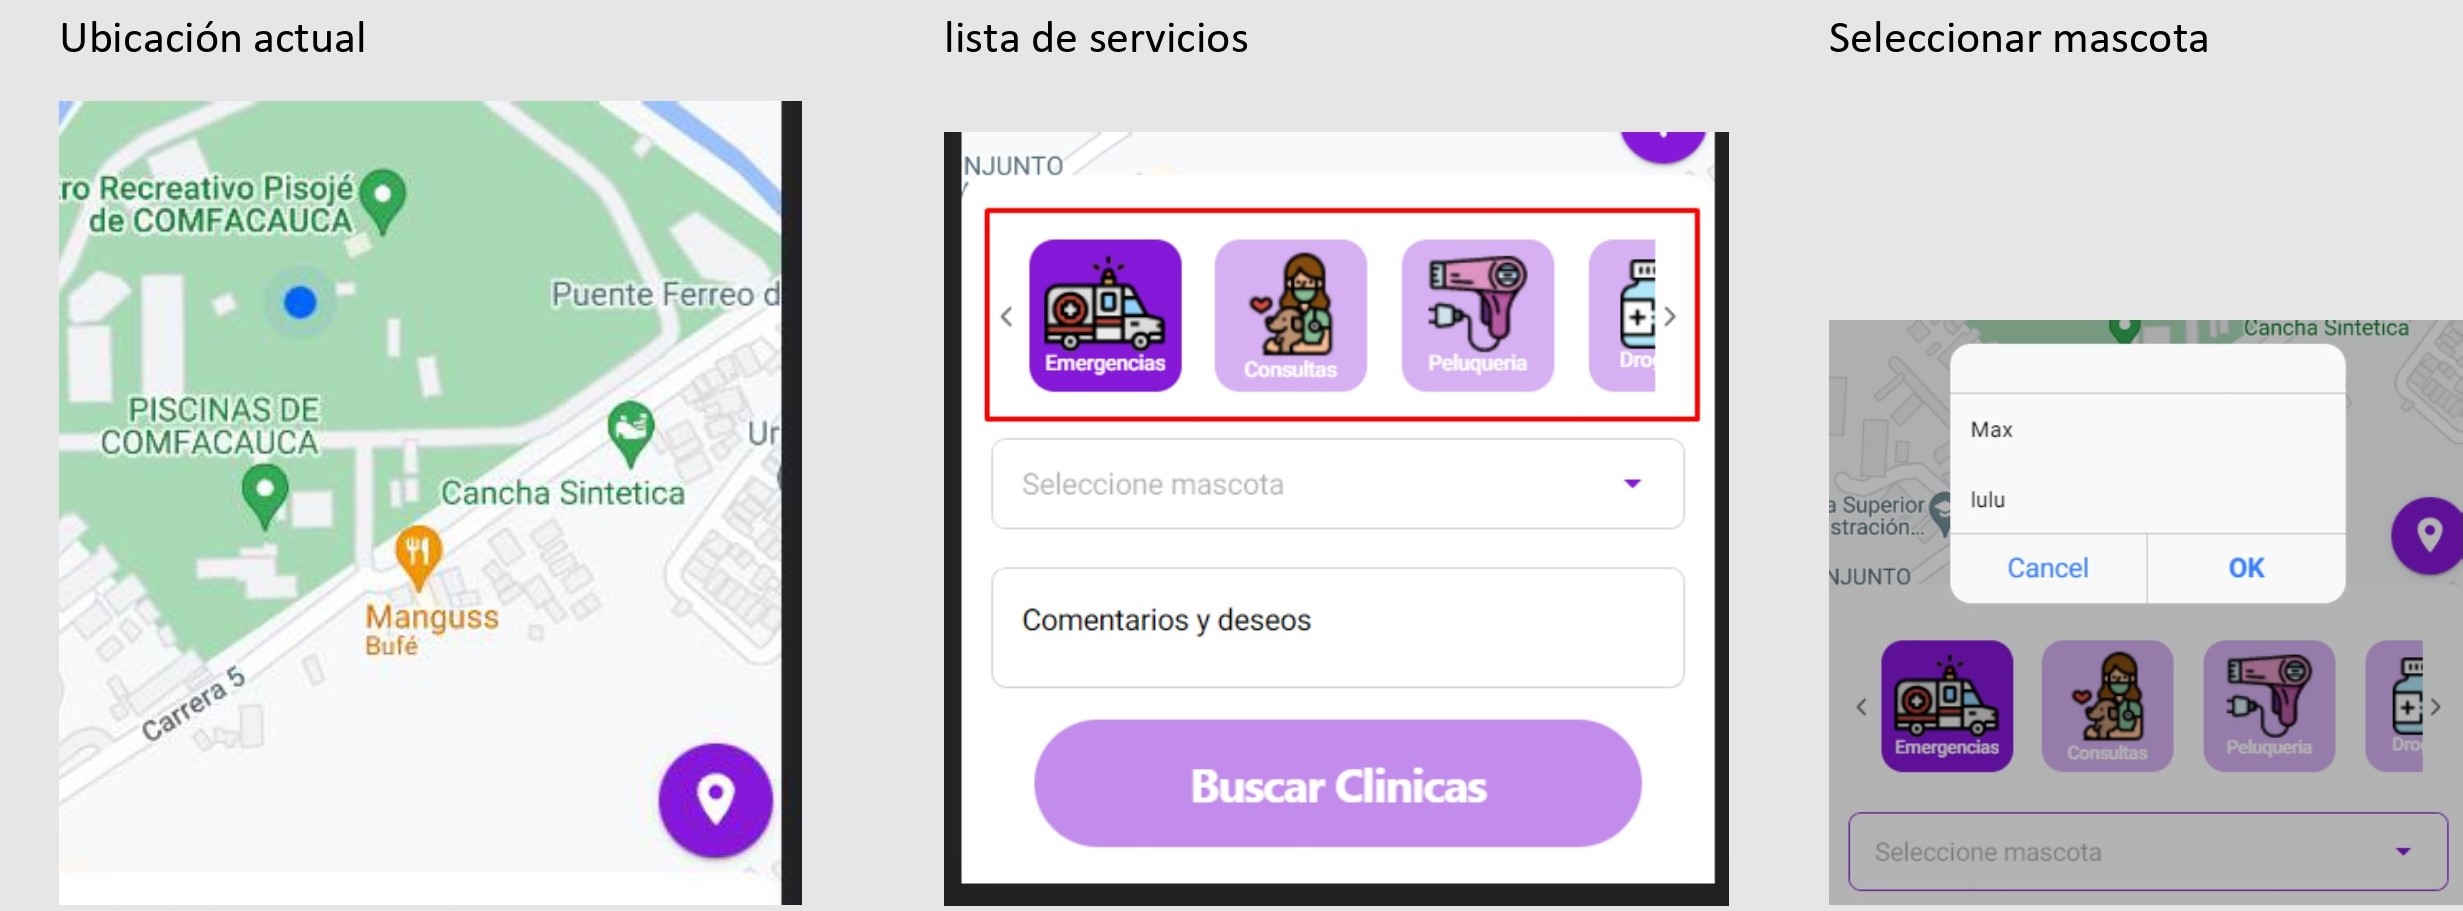 Ubicación actual
lista de servicios
Seleccionar mascota
ro Recreativo Pisojé
de COMFACAUCA
Puente Ferreo d
PISCINAS DE
COMFACAUCA
Ur
Cancha Sintetica
Manguss
Bufé
Carrera 5
NJUNTO
Emergencias
Consultas
Peluqueria
Dro
Seleccione mascota
Comentarios y deseos
Buscar Clinicas
Cancha Sintetica
Max
lulu
Cancel
OK
a Superior
stración...
NJUNTO
Emergencias
Consultas
Peluqueria
Dro
Seleccione mascota